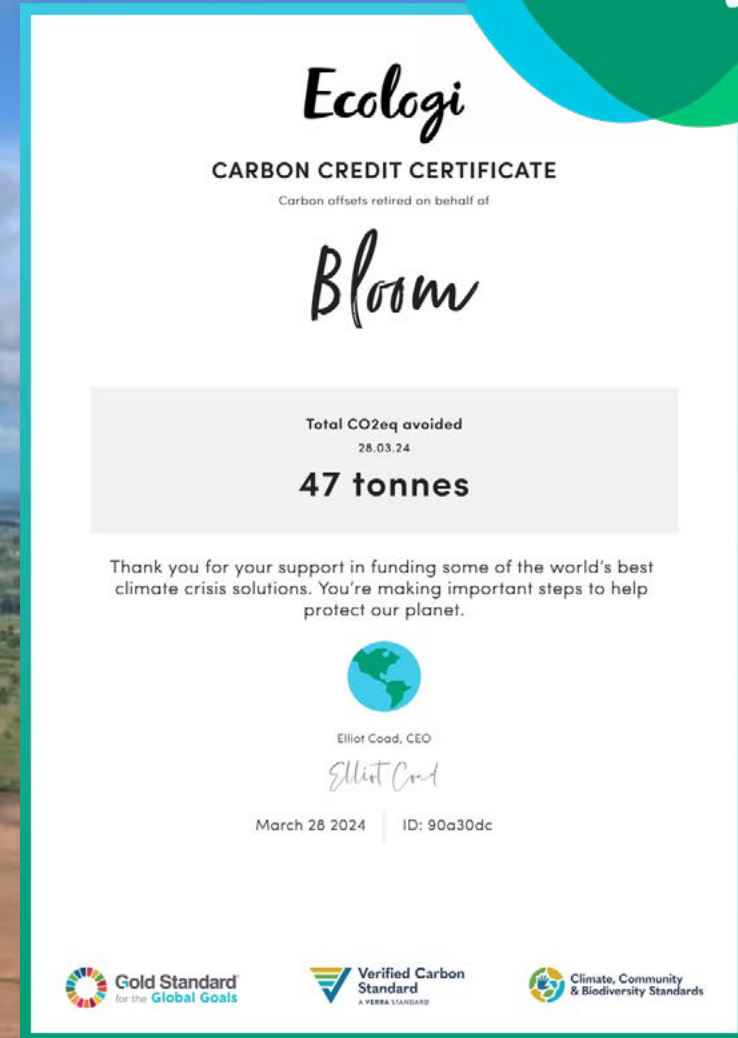 Ecologi
CARBON CREDIT CERTIFICATE
Carbon offsets retired on behalf of
Bloom
Total CO2eq avoided
28.03.24
47 tonnes
Thank you for your support in funding some of the world's best
climate crisis solutions. You're making important steps to help
protect our planet.
Elliot Coad, CEO
Elliot Coad
March 28 2024 ID: 90a30dc
Gold Standard
for the Global Goals
Verified Carbon
Standard
A VERRA STANDARD
Climate, Community
& Biodiversity Standards